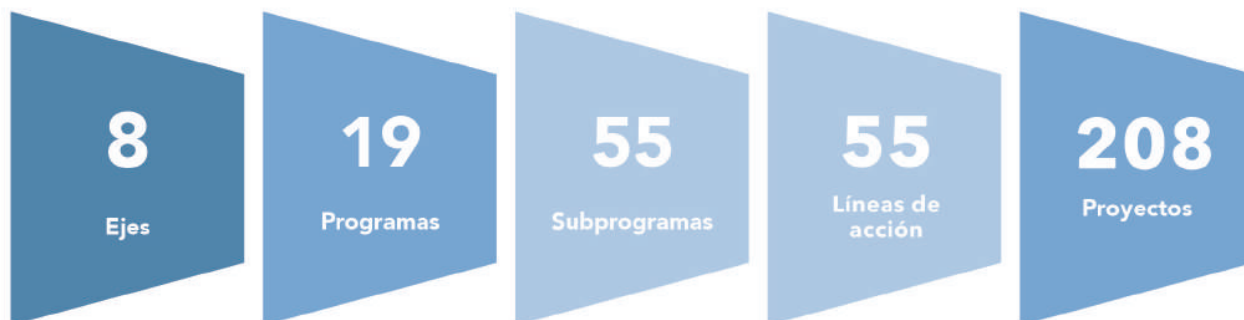 8
Ejes
19
Programas
55
Subprogramas
55
Líneas de
acción
208
Proyectos